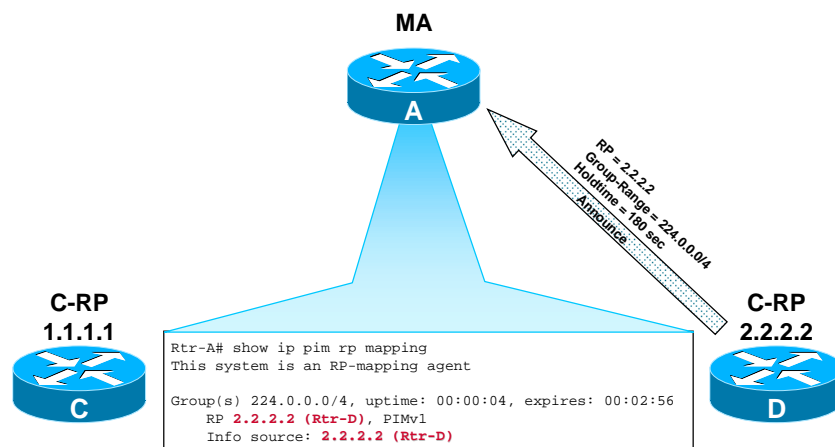 MA
A
RP = 2.2.2.2
Group-Range = 224.0.0.0/4
Holdtime = 180 sec
Announce
C-RP
1.1.1.1
C
C-RP
2.2.2.2
D
Rtr-A# show ip pim rp mapping
This system is an RP-mapping agent
Group(s) 224.0.0.0/4, uptime: 00:00:04, expires: 00:02:56
RP 2.2.2.2 (Rtr-D), PIMv1
Info source: 2.2.2.2 (Rtr-D)